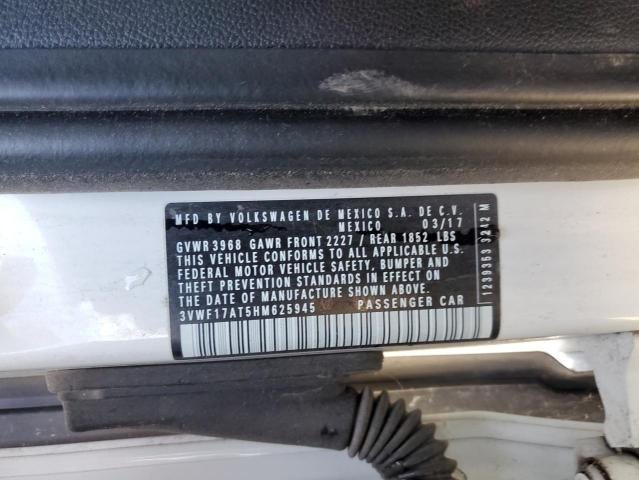 MFD BY VOLKSWAGEN DE MEXICO S.A. DE C.V.
MEXICO 03/17
GVWR 3968 GAWR FRONT 2227 / REAR 1852 LBS
THIS VEHICLE CONFORMS TO ALL APPLICABLE U.S.
FEDERAL MOTOR VEHICLE SAFETY, BUMPER AND
THEFT PREVENTION STANDARDS IN EFFECT ON
THE DATE OF MANUFACTURE SHOWN ABOVE.
3VWF17AT5HM625945 PASSENGER CAR
1239363 3242 M